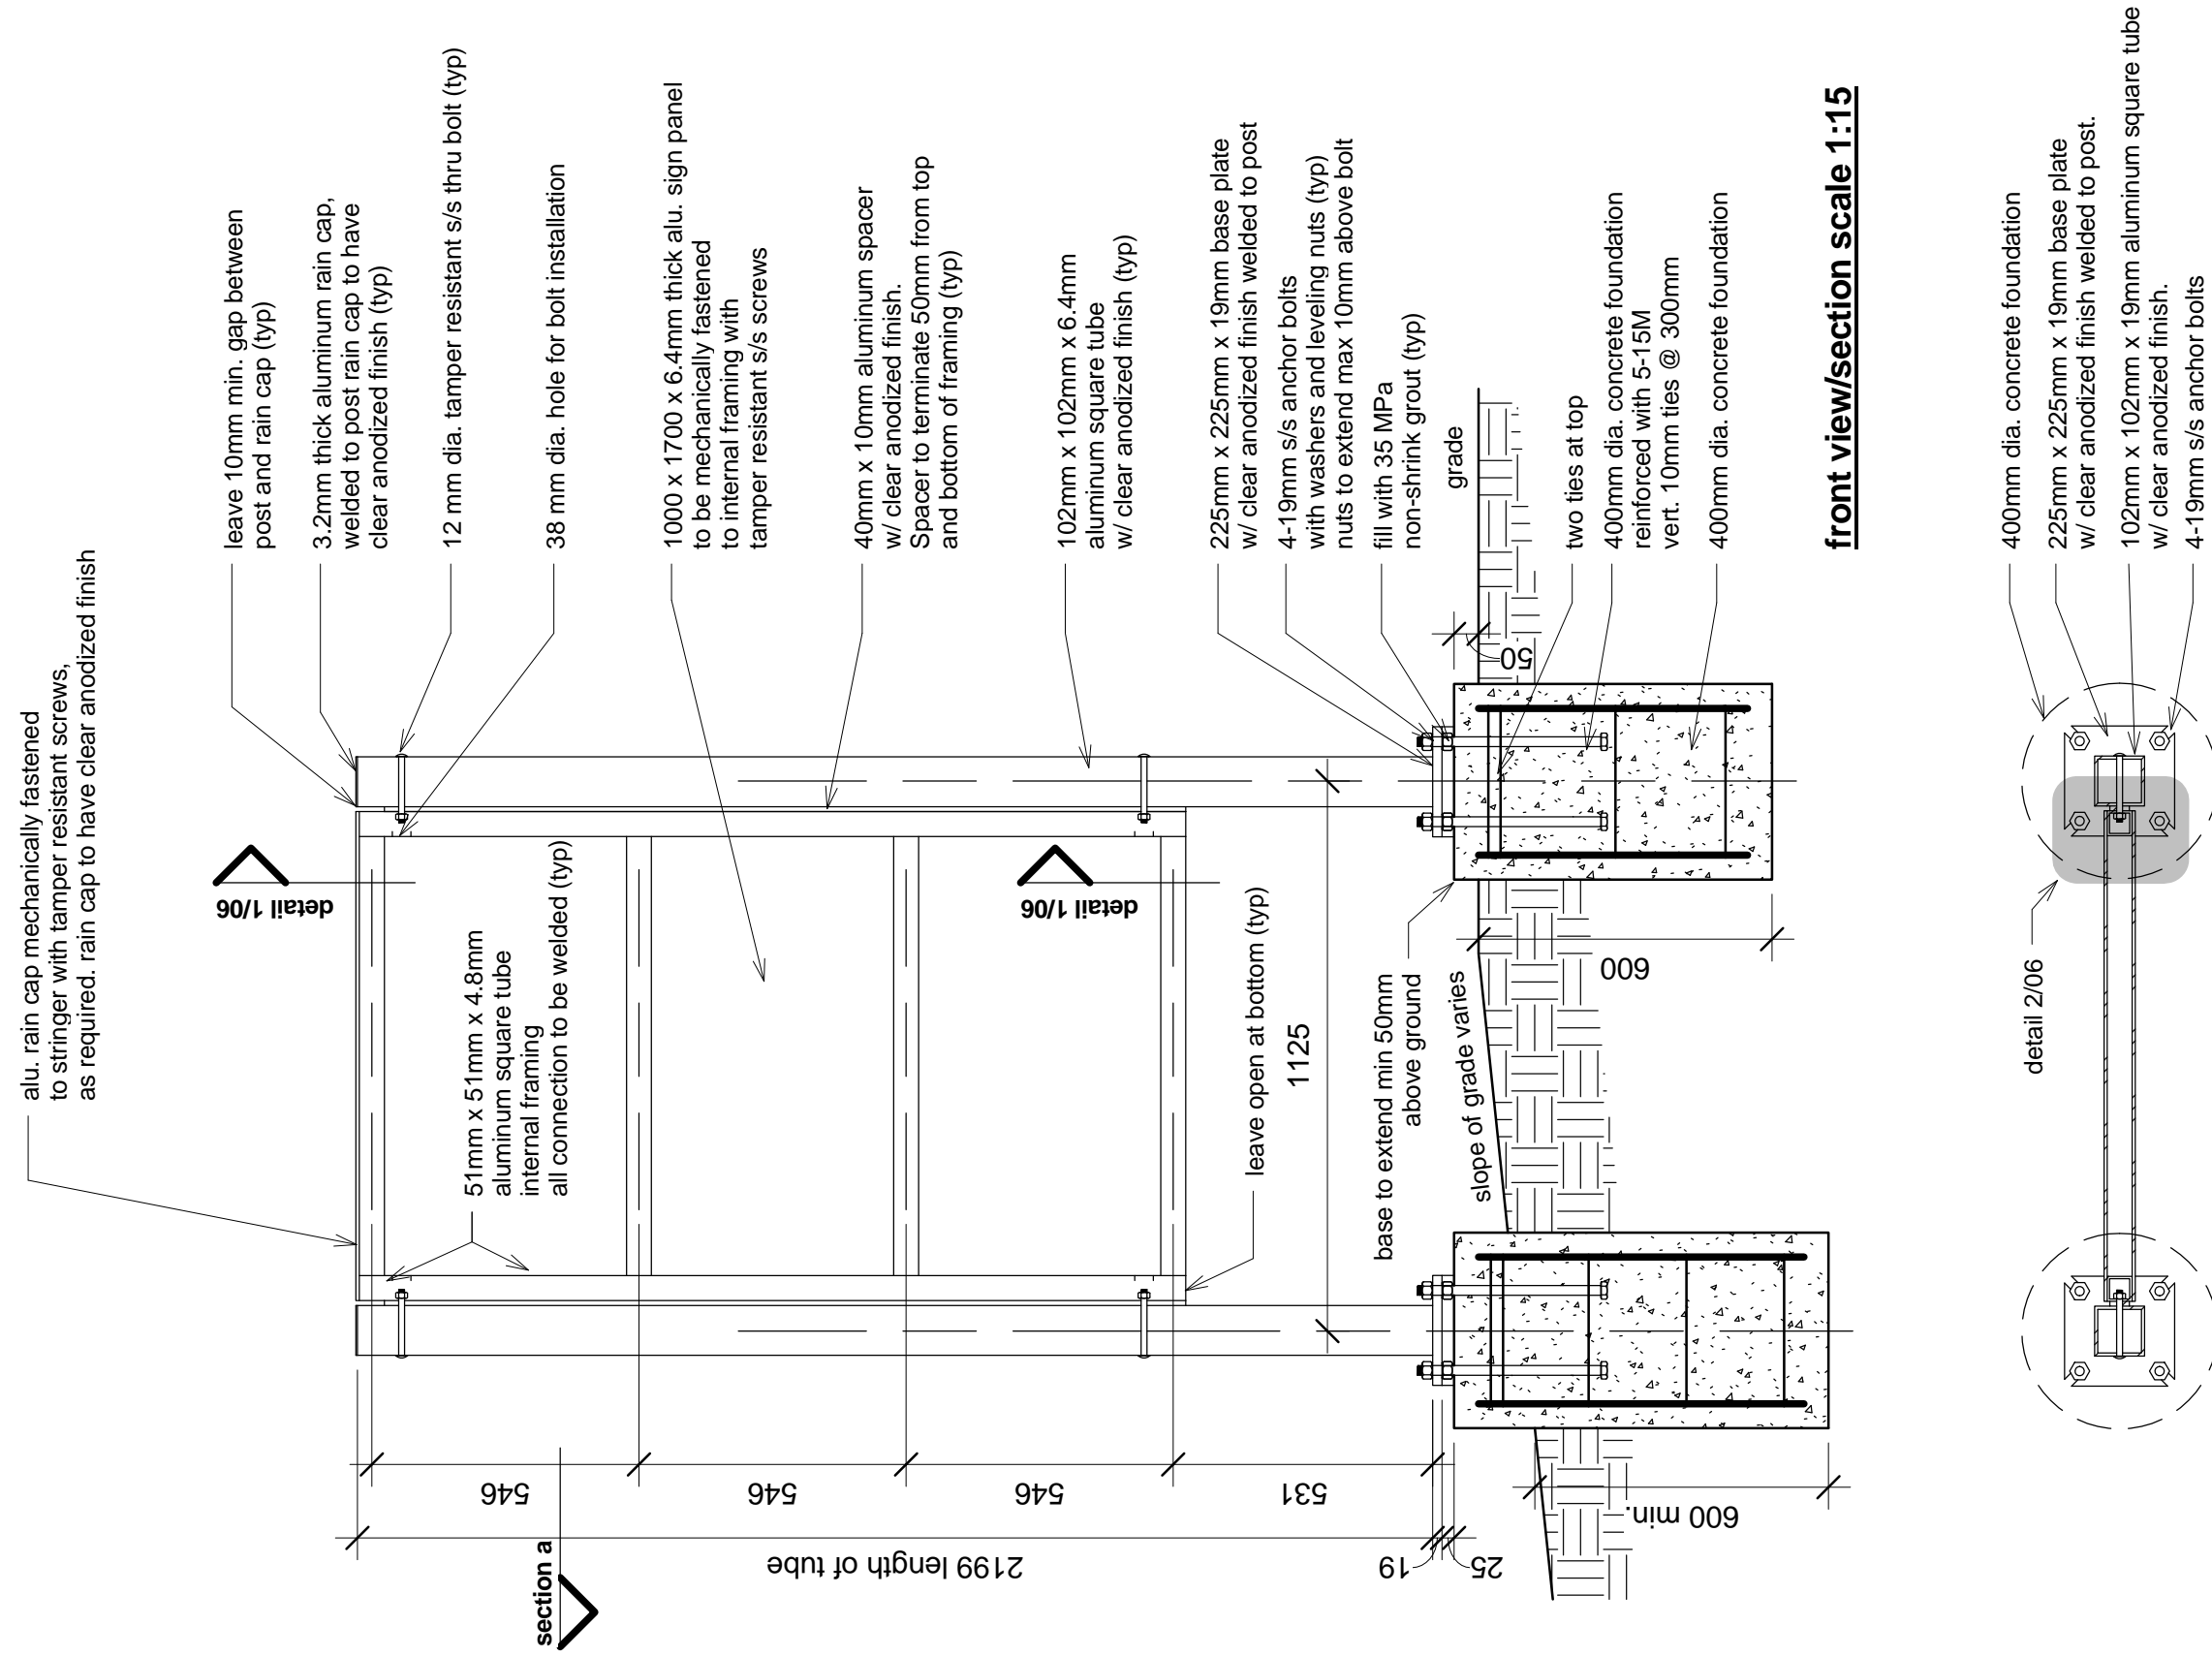 alu. rain cap mechanically fastened
to stringer with tamper resistant screws,
as required. rain cap to have clear anodized finish
leave 10mm min. gap between
post and rain cap (typ)
3.2mm thick aluminum rain cap,
welded to post rain cap to have
clear anodized finish (typ)
12 mm dia. tamper resistant s/s thru bolt (typ)
38 mm dia. hole for bolt installation
1000 x 1700 x 6.4mm thick alu. sign panel
to be mechanically fastened
to internal framing with
tamper resistant s/s screws
40mm x 10mm aluminum spacer
w/ clear anodized finish.
Spacer to terminate 50mm from top
and bottom of framing (typ)
102mm x 102mm x 6.4mm
aluminum square tube
w/ clear anodized finish (typ)
225mm x 225mm x 19mm base plate
w/ clear anodized finish welded to post
4-19mm s/s anchor bolts
with washers and leveling nuts (typ)
nuts to extend max 10mm above bolt
fill with 35 MPa
non-shrink grout (typ)
grade
two ties at top
400mm dia. concrete foundation
reinforced with 5-15M
vert. 10mm ties @ 300mm
400mm dia. concrete foundation
detail 1/06
detail 1/06
51mm x 51mm x 4.8mm
aluminum square tube
internal framing
all connection to be welded (typ)
leave open at bottom (typ)
1125
base to extend min 50mm
above ground
slope of grade varies
50
600
546
546
546
531
2199 length of tube
19
25
600 min.
section a
front view/section scale 1:15
400mm dia. concrete foundation
225mm x 225mm x 19mm base plate
w/ clear anodized finish welded to post.
102mm x 102mm x 19mm aluminum square tube
w/ clear anodized finish.
4-19mm s/s anchor bolts
detail 2/06